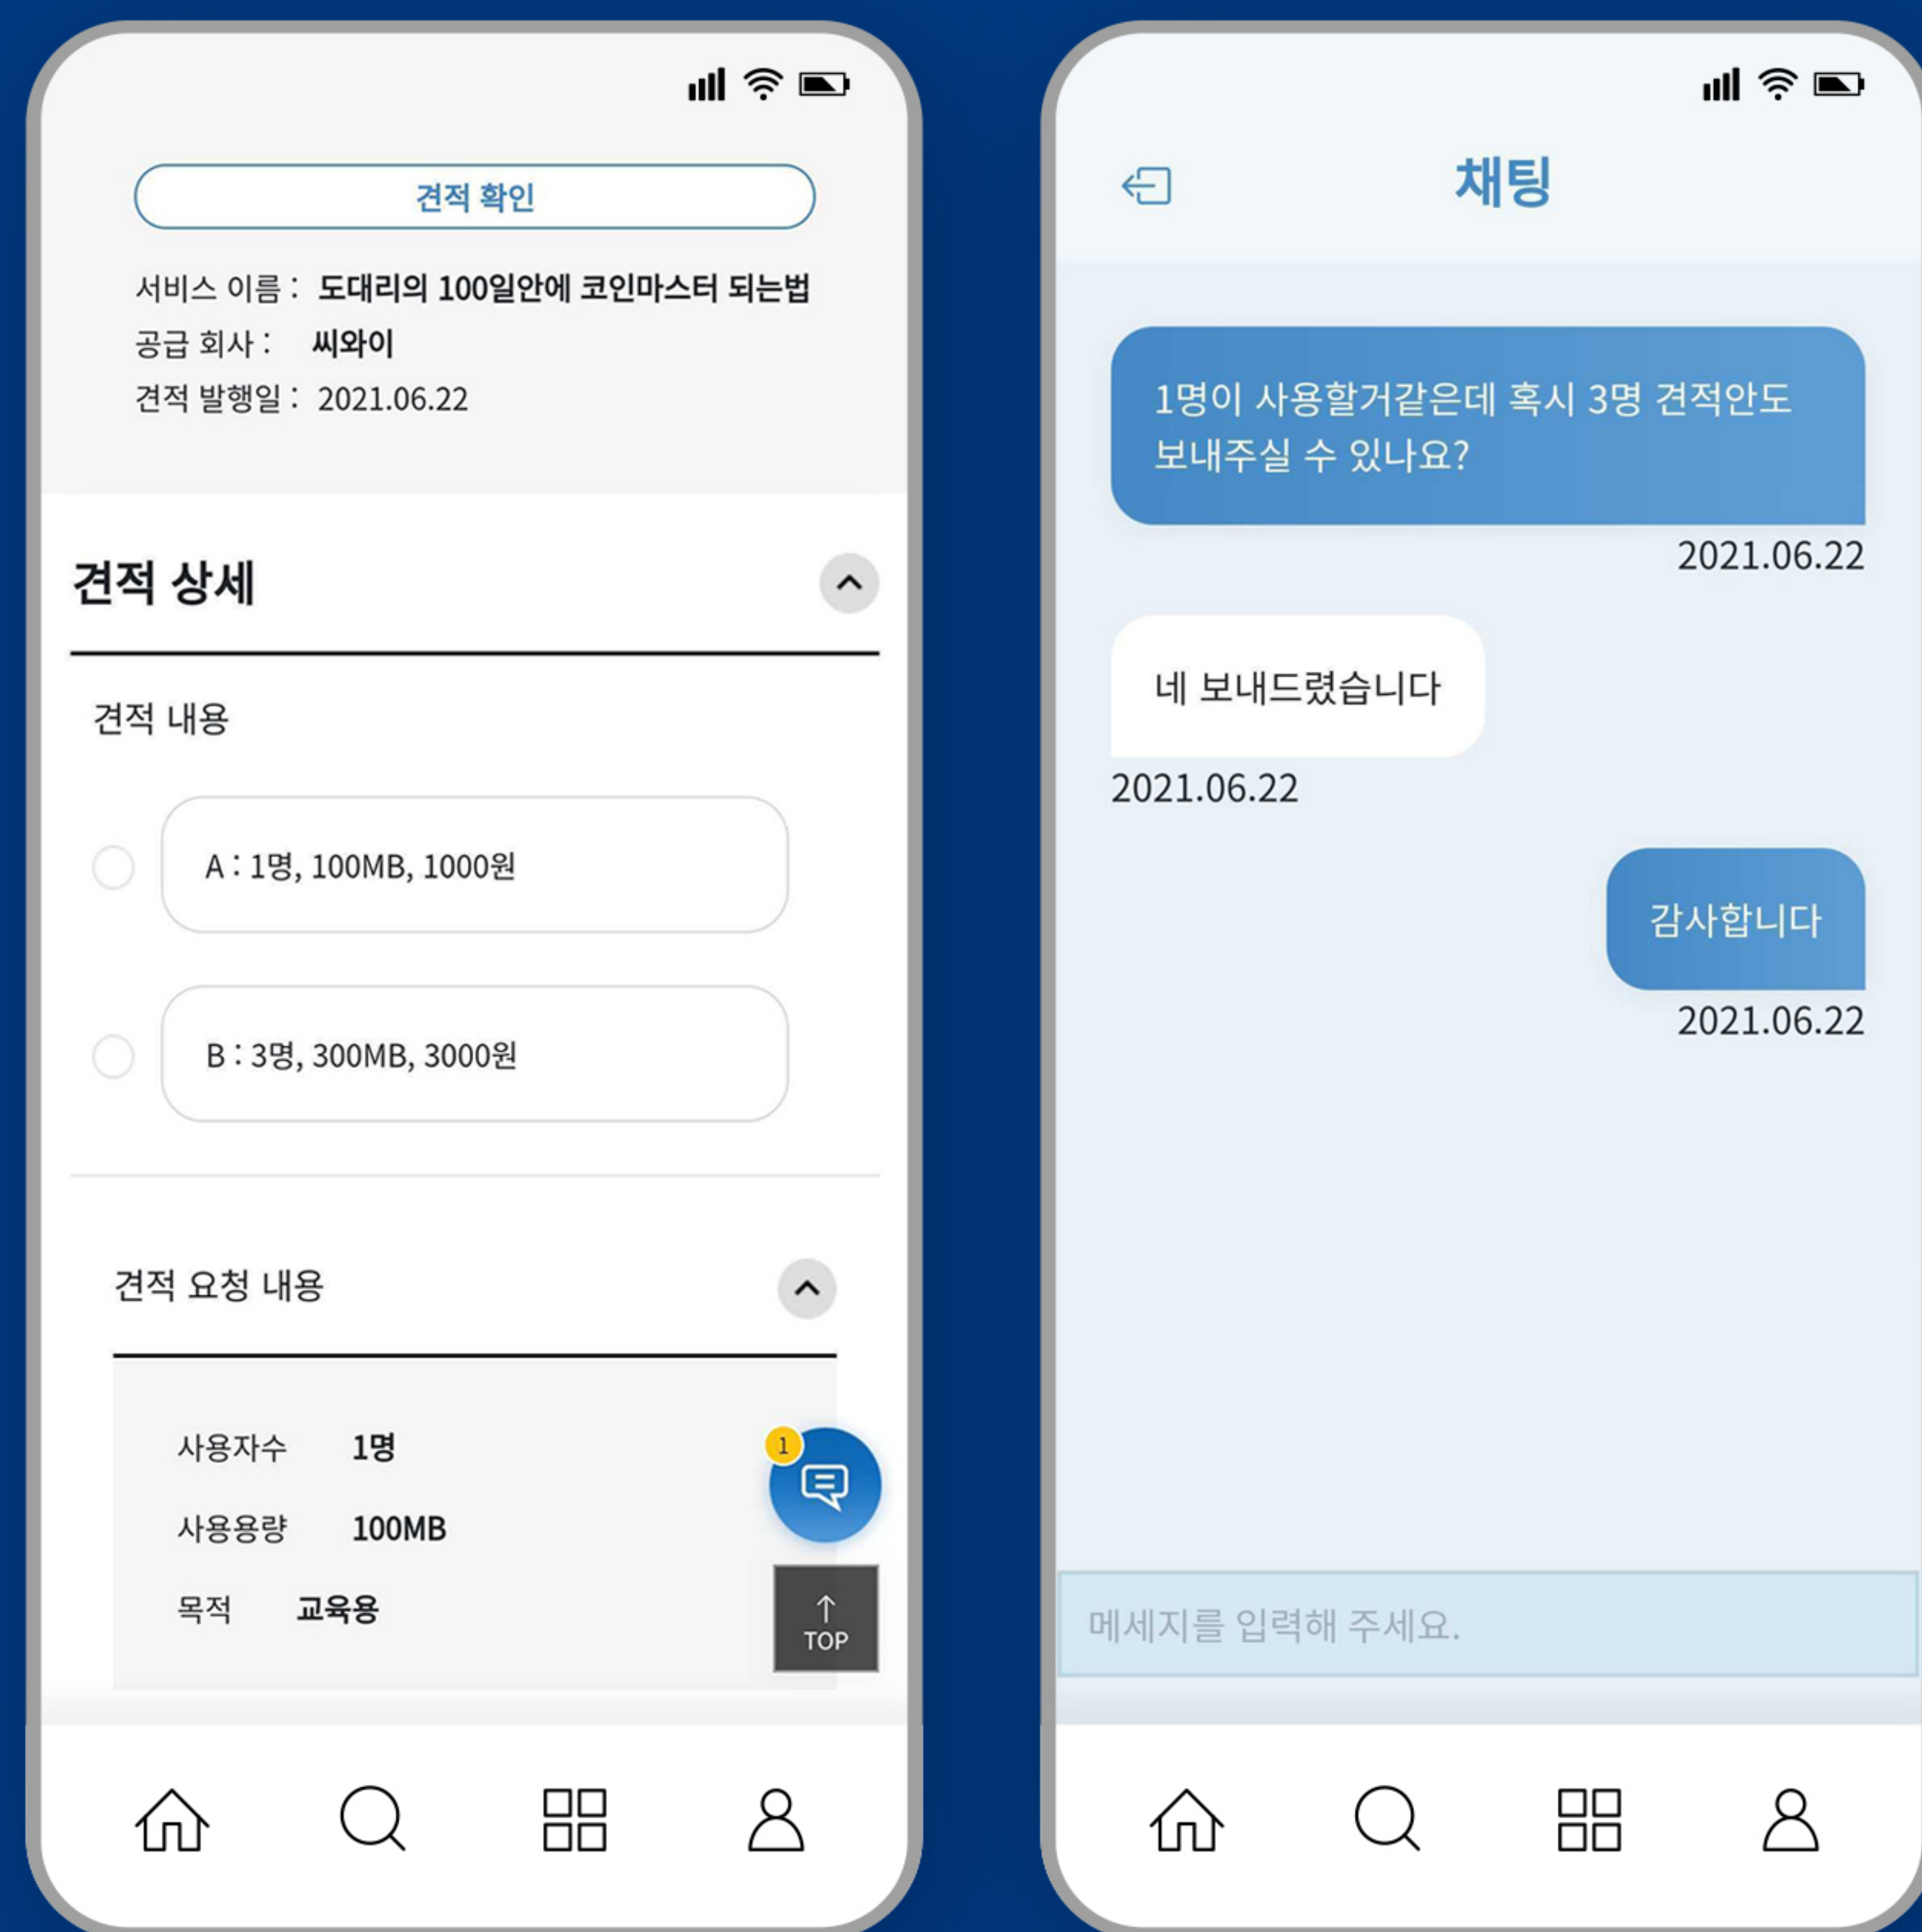 견적 확인
서비스 이름 : 도대리의 100일안에 코인마스터 되는법
공급 회사 : 씨와이
견적 발행일 : 2021.06.22
견적 상세
견적 내용
A : 1명, 100MB, 1000원
B : 3명, 300MB, 3000원
견적 요청 내용
사용자수 1명
1
사용용량 100MB
목적 교육용
TOP
채팅
1명이 사용할거같은데 혹시 3명 견적안도
보내주실 수 있나요?
2021.06.22
네 보내드렸습니다
2021.06.22
감사합니다
2021.06.22
메세지를 입력해 주세요.